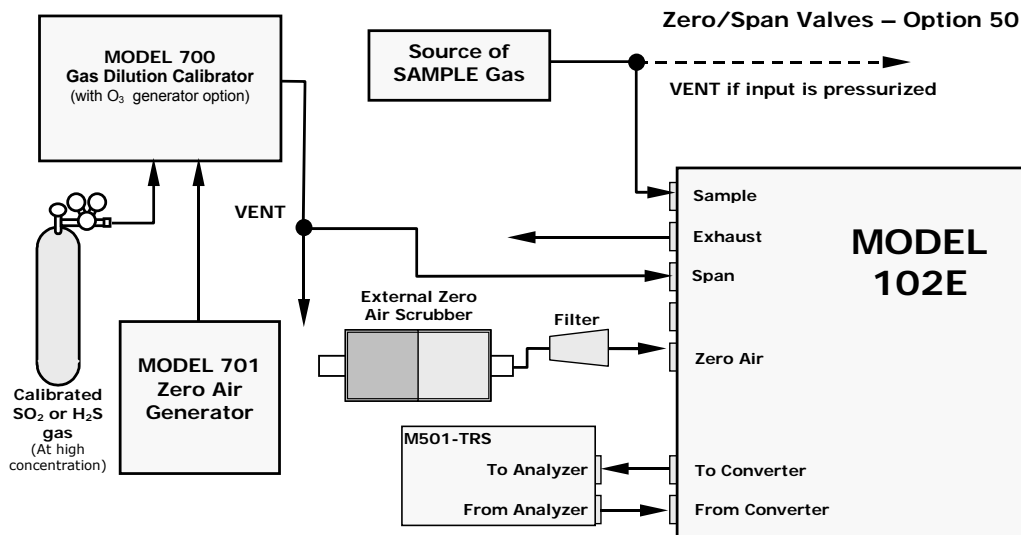 Zero/Span Valves – Option 50
MODEL 700
Gas Dilution Calibrator
(with O₃ generator option)
Source of
SAMPLE Gas
VENT if input is pressurized
VENT
Sample
Exhaust
Span
Zero Air
MODEL
102E
External Zero
Air Scrubber
Filter
MODEL 701
Zero Air
Generator
Calibrated
SO₂ or H₂S
gas
(At high
concentration)
M501-TRS
To Analyzer
From Analyzer
To Converter
From Converter